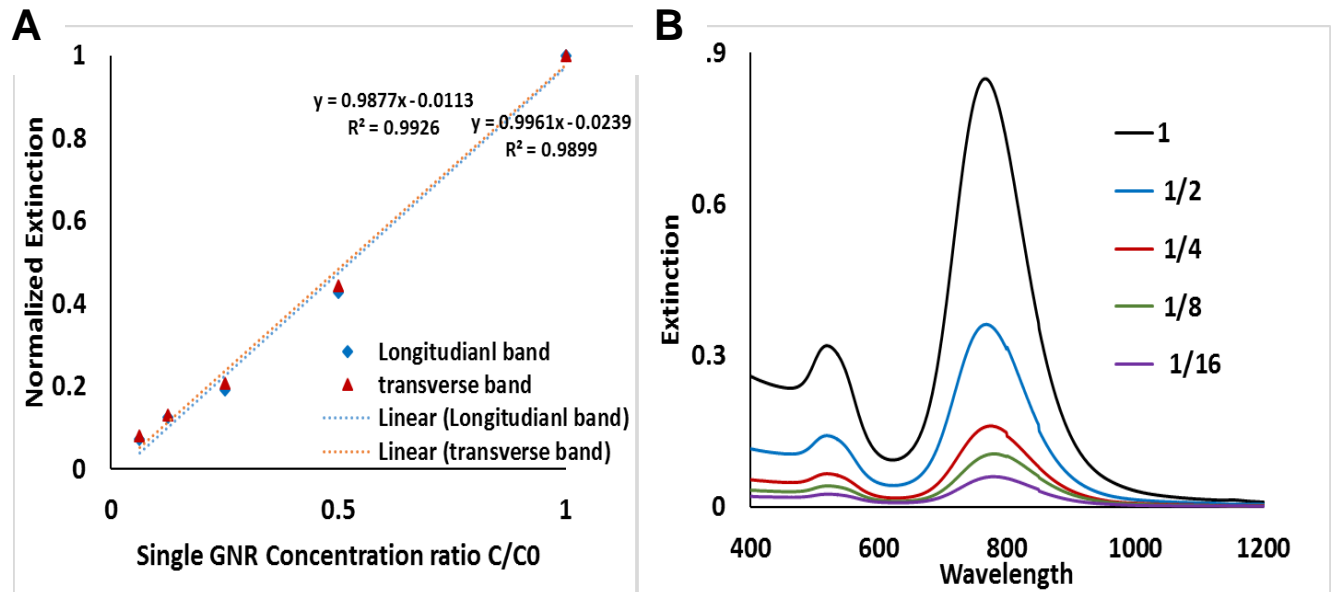 A
1
0.8
0.6
0.4
0.2
0
Normalized Extinction
y = 0.9877x - 0.0113
R² = 0.9926
y = 0.9961x - 0.0239
R² = 0.9899
Longitudianl band
transverse band
Linear (Longitudianl band)
Linear (transverse band)
0
0.5
1
Single GNR Concentration ratio C/C0
B
.9
0.6
0.3
0
Extinction
1
1/2
1/4
1/8
1/16
400
600
800
1000
1200
Wavelength